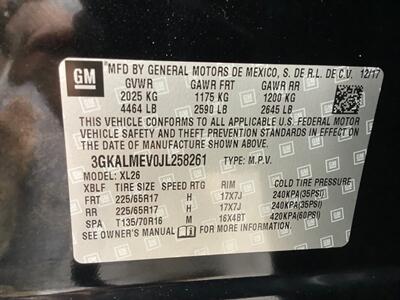 GM MFD BY GENERAL MOTORS DE MEXICO, S. DE R.L. DE C.V. 12/17
GVWR GAWR FRT GAWR RR
2025 KG 1175 KG 1200 KG
4464 LB 2590 LB 2645 LB
THIS VEHICLE CONFORMS TO ALL APPLICABLE U.S.
FEDERAL MOTOR VEHICLE SAFETY, BUMPER, AND
THEFT PREVENTION STANDARDS IN EFFECT ON THE
DATE OF MANUFACTURE SHOWN ABOVE.
3GKALMEV0JL258261 TYPE: M.P.V.
MODEL: XL26
XBLF TIRE SIZE SPEED RTG RIM COLD TIRE PRESSURE
FRT 225/65R17 H 17X7J 240KPA(35PSI)
RR 225/65R17 H 17X7J 240KPA(35PSI)
SPA T135/70R16 M 16X4BT 420KPA(60PSI)
SEE OWNER'S MANUAL FOR MORE INFORMATION.